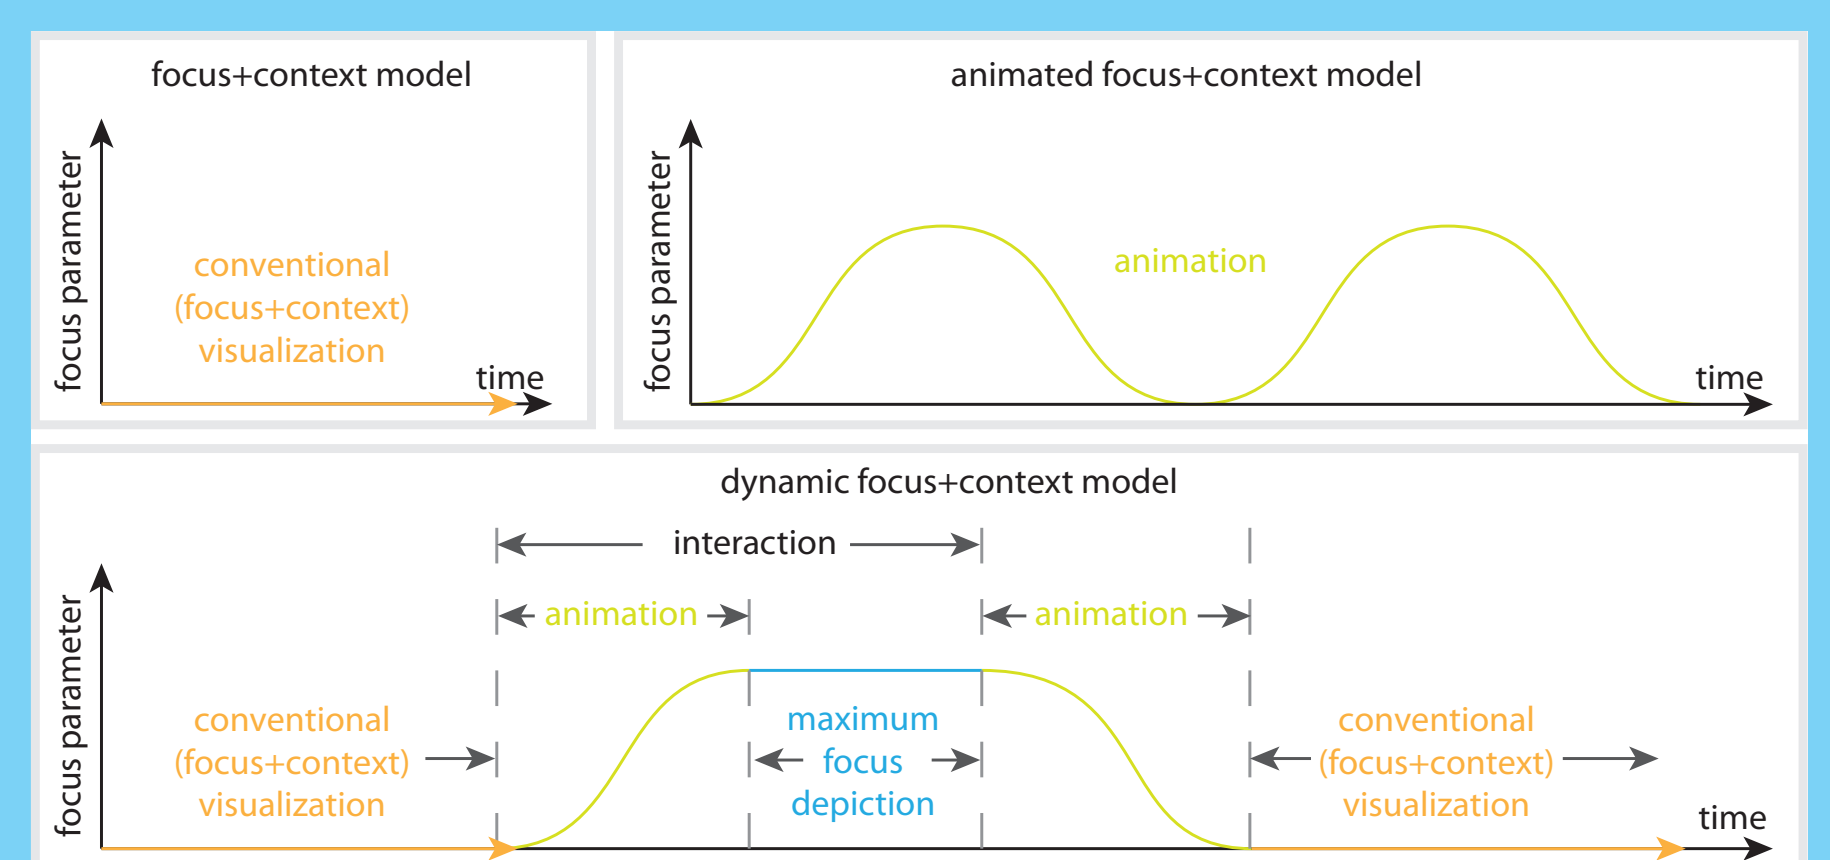 focus+context model
focus parameter
conventional
(focus+context)
visualization
time
animated focus+context model
focus parameter
animation
time
dynamic focus+context model
interaction
animation
animation
focus parameter
conventional
(focus+context)
visualization
maximum
focus
depiction
conventional
(focus+context)
visualization
time